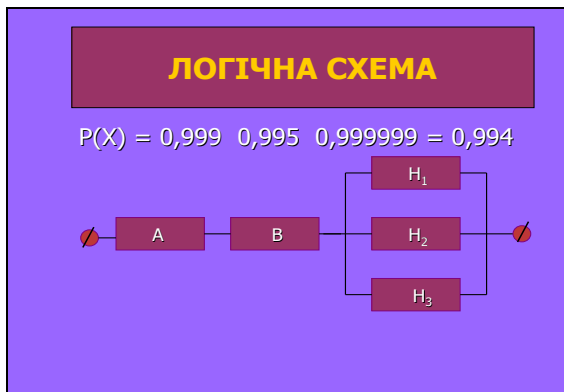 ЛОГІЧНА СХЕМА
P(X) = 0,999 0,995 0,999999 = 0,994
H₁
A B H₂
H₃